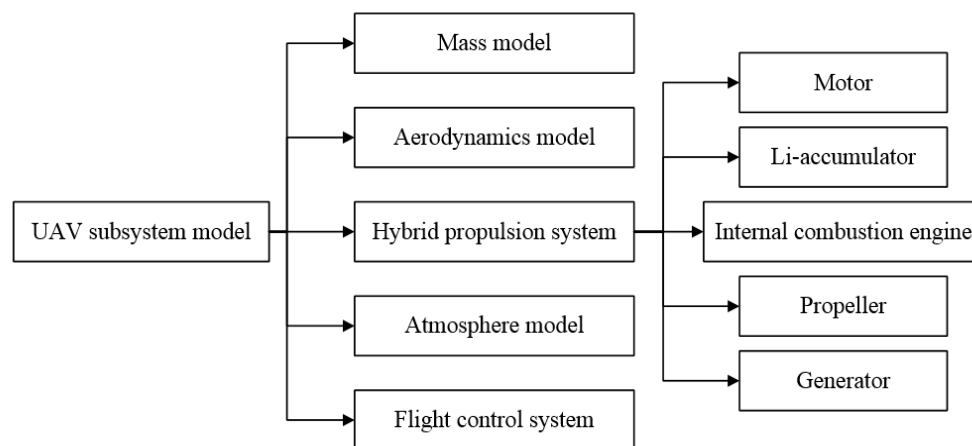 UAV subsystem model
Mass model
Aerodynamics model
Hybrid propulsion system
Atmosphere model
Flight control system
Motor
Li-accumulator
Internal combustion engine
Propeller
Generator